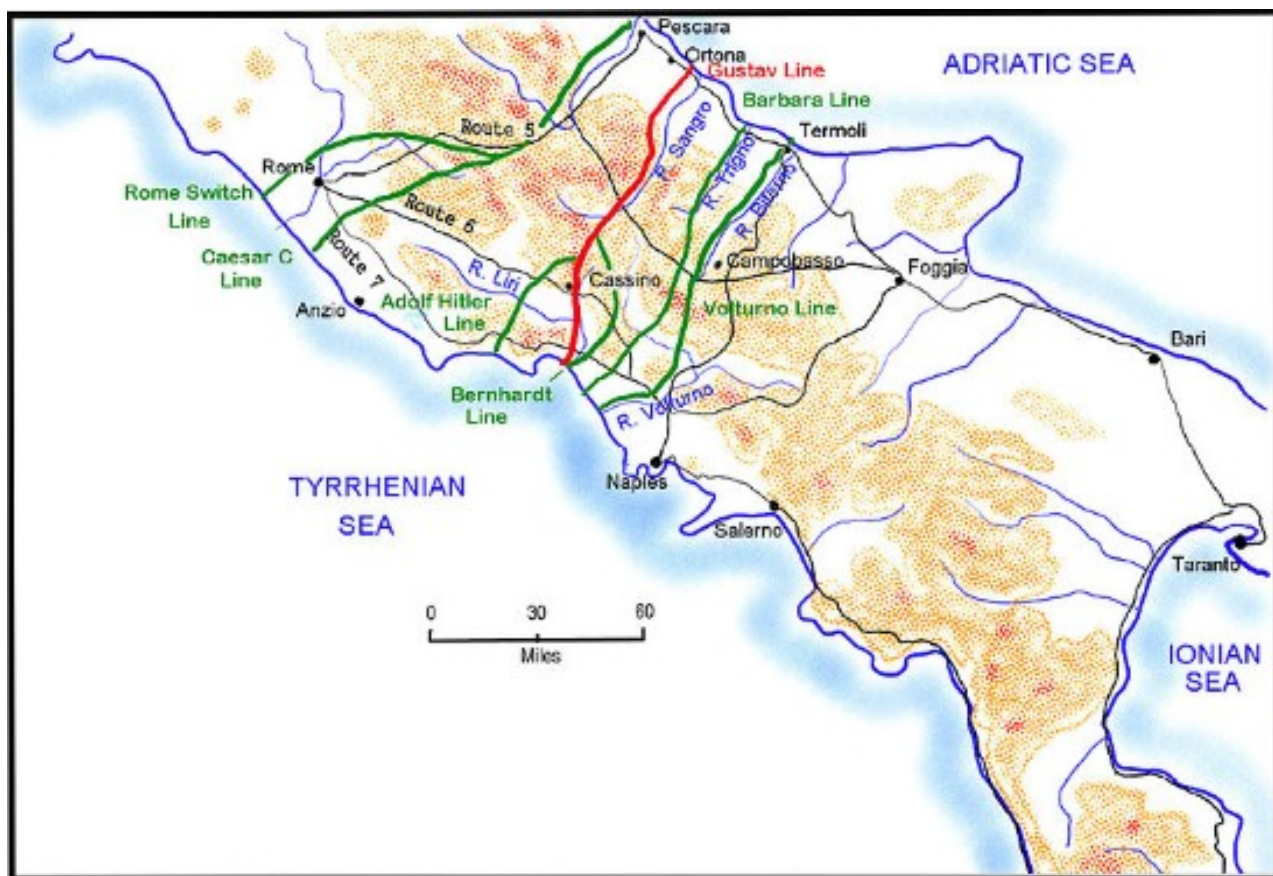 Pescara
Ortona
ADRIATIC SEA
Gustav Line
Barbara Line
Route 5
R. Sangro
Termoli
R. Trigno
Rome
R. Biferno
Rome Switch
Line
Route 6
Caesar C
Line
Route 7
R. Liri
Campobasso
Foggia
Cassino
Anzio
Adolf Hitler
Line
Volturno Line
Bari
Bernhardt
Line
R. Volturno
Naples
TYRRHENIAN
SEA
Salerno
Taranto
0 30 60
Miles
IONIAN
SEA